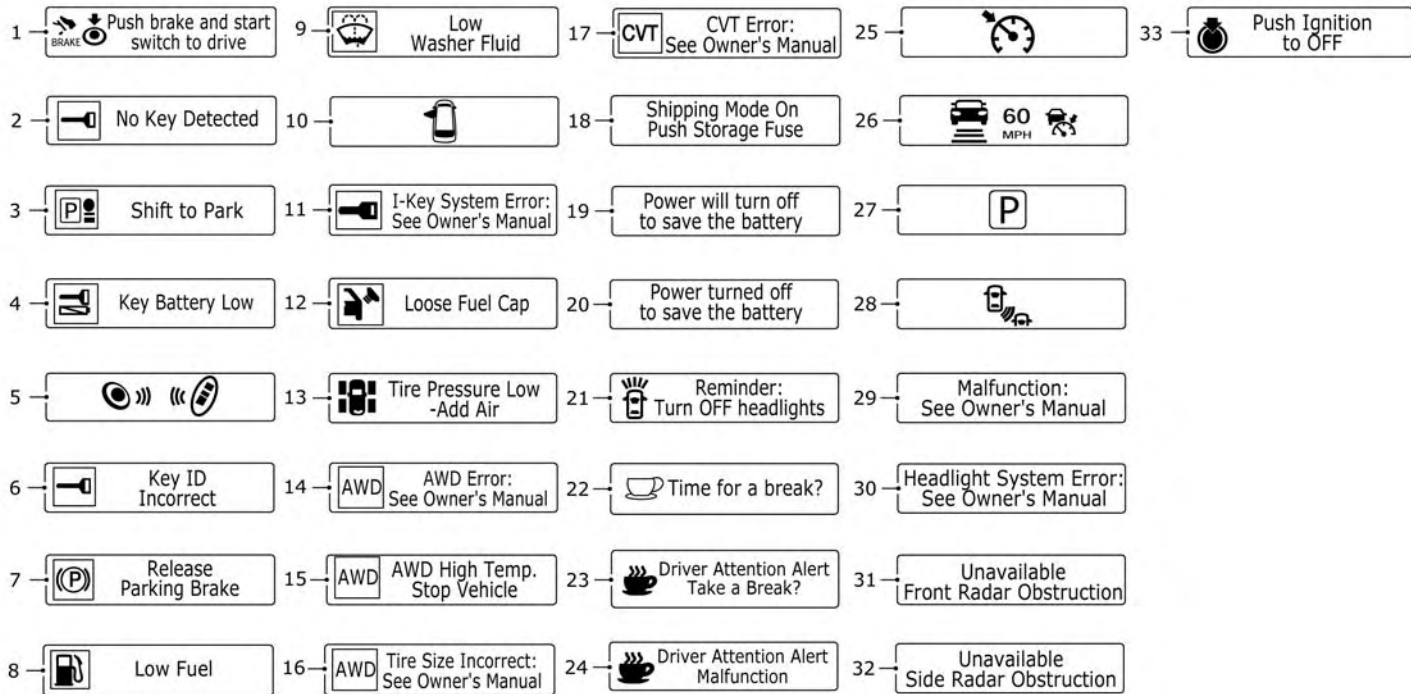 1
BRAKE
Push brake and start
switch to drive
2
No Key Detected
3
P
Shift to Park
4
Key Battery Low
5
6
Key ID
Incorrect
7
P
Release
Parking Brake
8
Low Fuel
9
Low
Washer Fluid
10
11
I-Key System Error:
See Owner's Manual
12
Loose Fuel Cap
13
Tire Pressure Low
-Add Air
14
AWD
AWD Error:
See Owner's Manual
15
AWD
AWD High Temp.
Stop Vehicle
16
AWD
Tire Size Incorrect:
See Owner's Manual
17
CVT
CVT Error:
See Owner's Manual
18
Shipping Mode On
Push Storage Fuse
19
Power will turn off
to save the battery
20
Power turned off
to save the battery
21
Reminder:
Turn OFF headlights
22
Time for a break?
23
Driver Attention Alert
Take a Break?
24
Driver Attention Alert
Malfunction
25
26
60
MPH
27
P
28
29
Malfunction:
See Owner's Manual
30
Headlight System Error:
See Owner's Manual
31
Unavailable
Front Radar Obstruction
32
Unavailable
Side Radar Obstruction
33
Push Ignition
to OFF